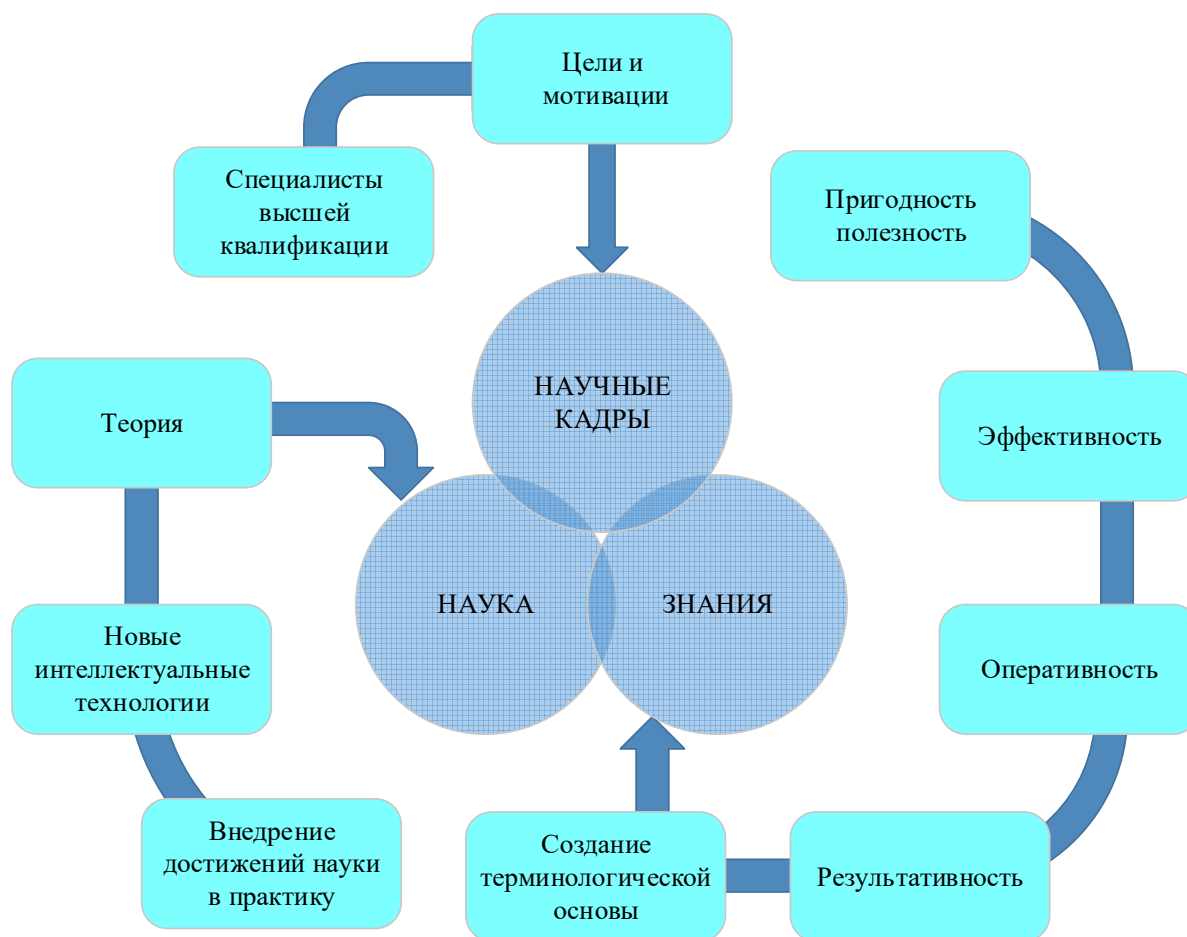 Цели и
мотивации
Специалисты
высшей
квалификации
Пригодность
полезность
НАУЧНЫЕ
КАДРЫ
Теория
Эффективность
НАУКА
ЗНАНИЯ
Новые
интеллектуальные
технологии
Оперативность
Внедрение
достижений науки
в практику
Создание
терминологической
основы
Результативность